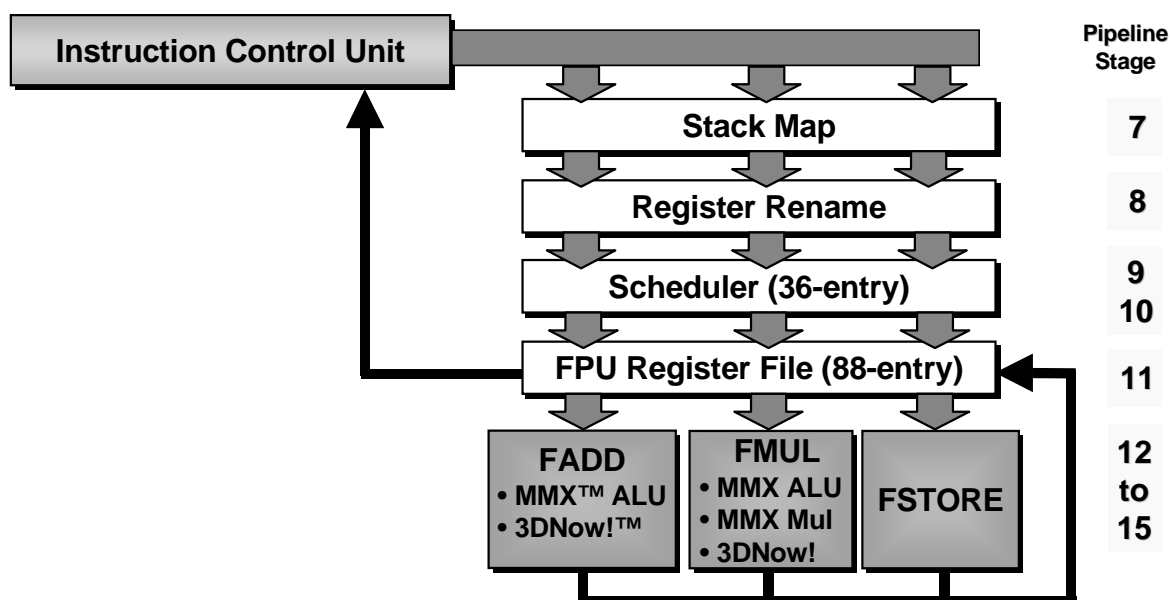 Instruction Control Unit
Pipeline
Stage
Stack Map
7
Register Rename
8
Scheduler (36-entry)
9
10
FPU Register File (88-entry)
11
FADD
• MMX™ ALU
• 3DNow!™
FMUL
• MMX ALU
• MMX Mul
• 3DNow!
FSTORE
12
to
15